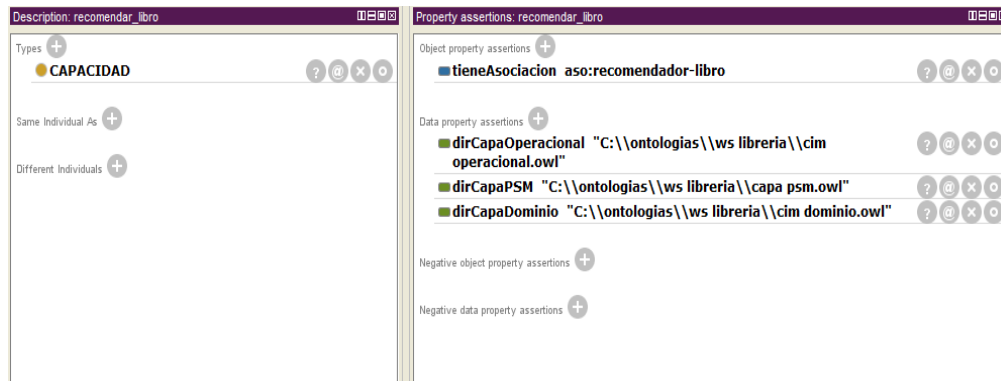 Description: recomendar_libro
Types
CAPACIDAD
Same Individual As
Different Individuals
Property assertions: recomendar_libro
Object property assertions
tieneAsociacion aso:recomendador-libro
Data property assertions
dirCapaOperacional "C:\\ontologias\\ws libreria\\cim
operacional.owl"
dirCapaPSM "C:\\ontologias\\ws libreria\\capa psm.owl"
dirCapaDominio "C:\\ontologias\\ws libreria\\cim dominio.owl"
Negative object property assertions
Negative data property assertions